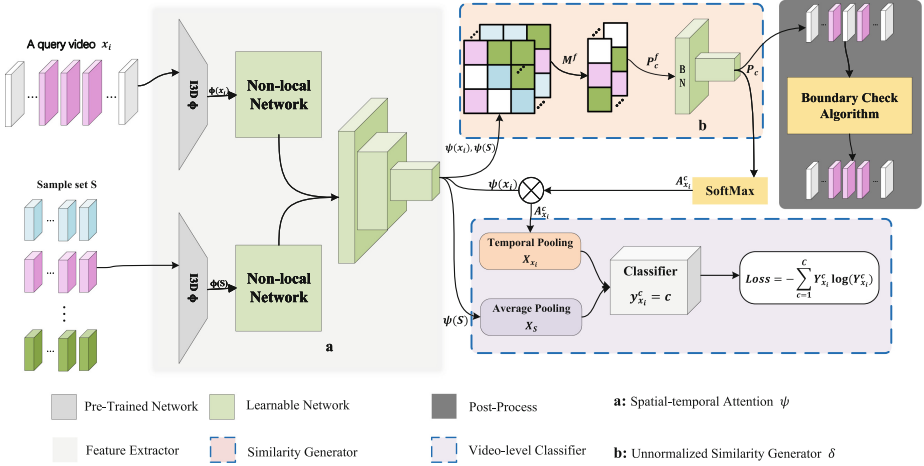 A query video x_i
...
...
I3D Φ
ϕ(x_i)
Non-local
Network
Sample set S
...
...
...
I3D Φ
ϕ(S)
Non-local
Network
a
ψ(x_i), ψ(S)
M^f
P_c^f
B
N
P_c
b
ψ(x_i)
A_{x_i}^c
SoftMax
A_{x_i}^c
ψ(S)
Temporal Pooling
X_{x_i}
Average Pooling
X_S
Classifier
y_{x_i}^c = c
Loss = −∑_{c=1}^{C} Y_{x_i}^c log(Y_{x_i}^c)
...
...
Boundary Check
Algorithm
...
...
Pre-Trained Network
Learnable Network
Post-Process
a: Spatial-temporal Attention ψ
Feature Extractor
Similarity Generator
Video-level Classifier
b: Unnormalized Similarity Generator δ